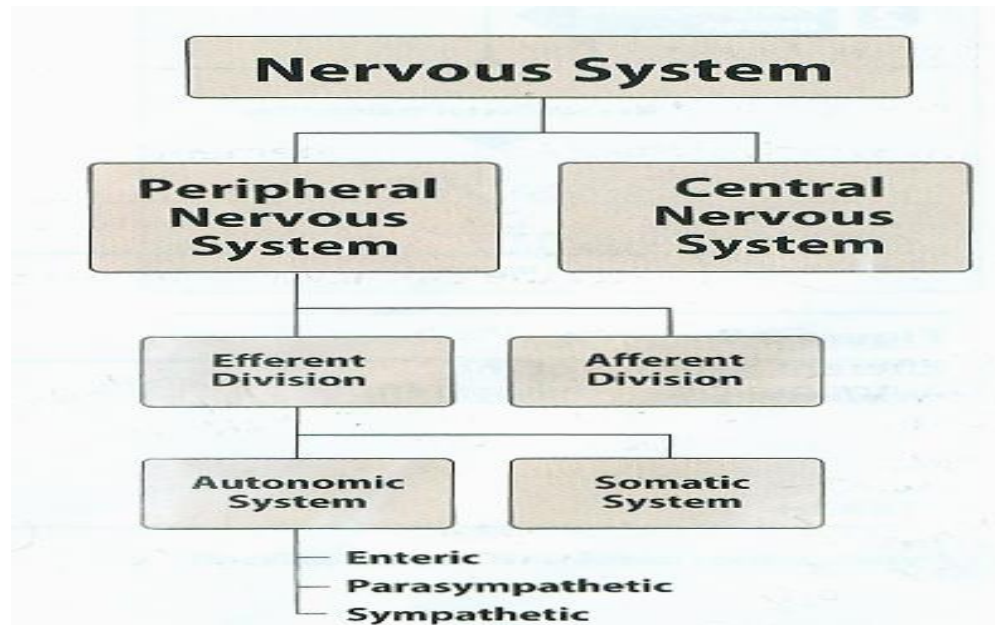 Nervous System
Peripheral
Nervous
System
Central
Nervous
System
Efferent
Division
Afferent
Division
Autonomic
System
Somatic
System
Enteric
Parasympathetic
Sympathetic